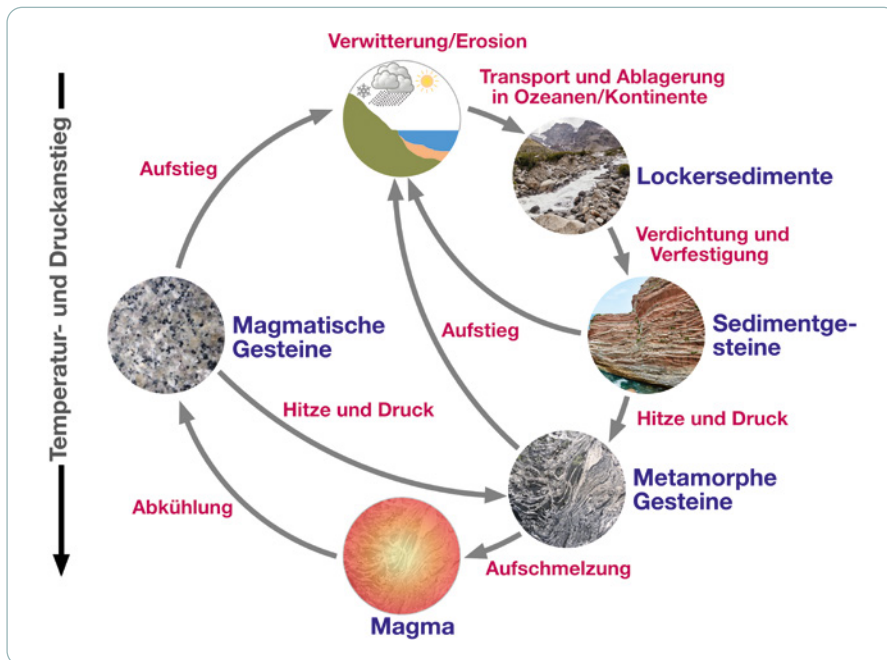 Verwitterung/Erosion
Transport und Ablagerung
in Ozeanen/Kontinente
Temperatur- und Druckanstieg
Aufstieg
Lockersedimente
Verdichtung und
Verfestigung
Magmatische
Gesteine
Aufstieg
Sedimentge-
steine
Hitze und Druck
Hitze und Druck
Metamorphe
Gesteine
Abkühlung
Aufschmelzung
Magma